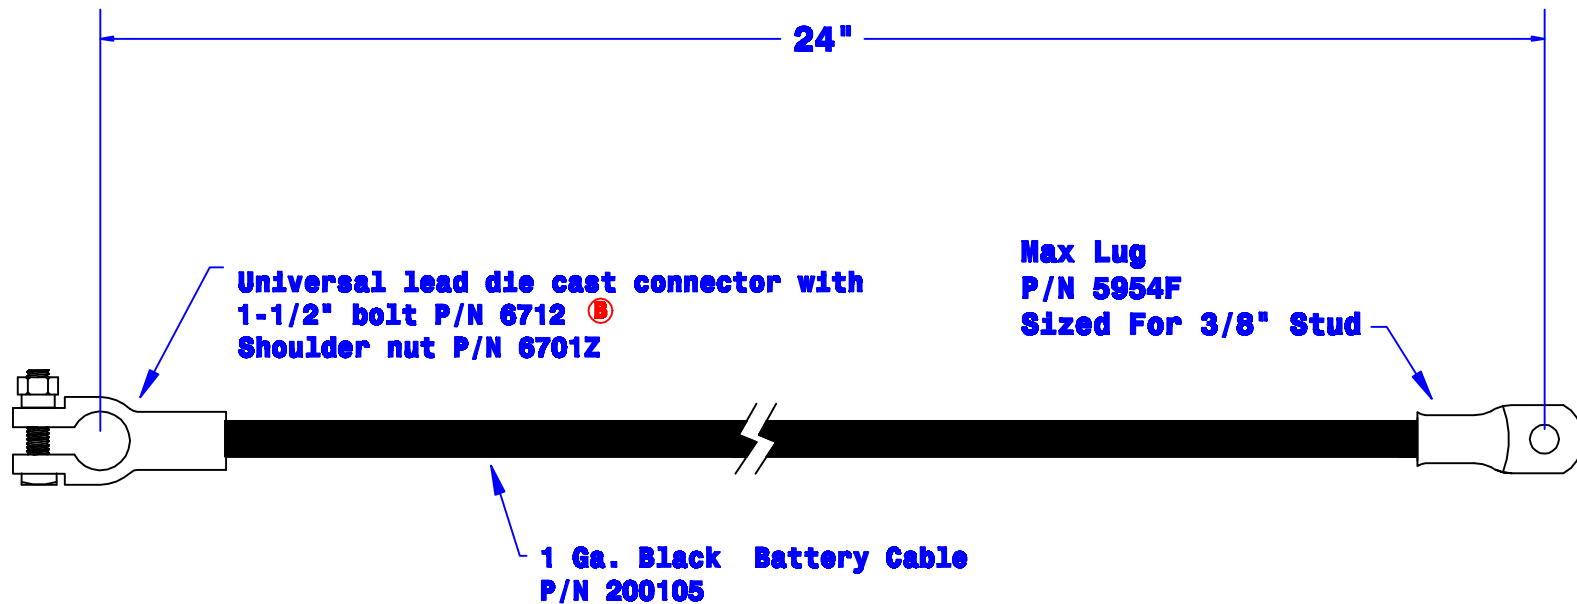 24"
Universal lead die cast connector with
1-1/2" bolt P/N 6712 B
Shoulder nut P/N 6701Z
Max Lug
P/N 5954F
Sized For 3/8" Stud
1 Ga. Black  Battery Cable
P/N 200105